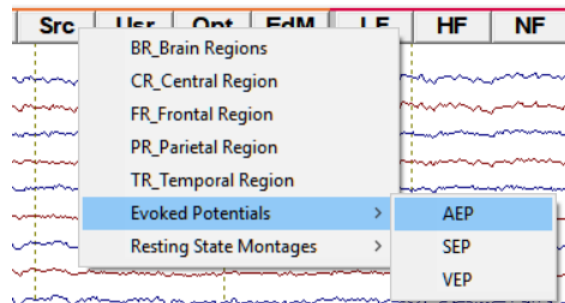 Src Usr Opt EdM LF HF NF
BR_Brain Regions
CR_Central Region
FR_Frontal Region
PR_Parietal Region
TR_Temporal Region
Evoked Potentials > AEP
Resting State Montages > SEP
VEP